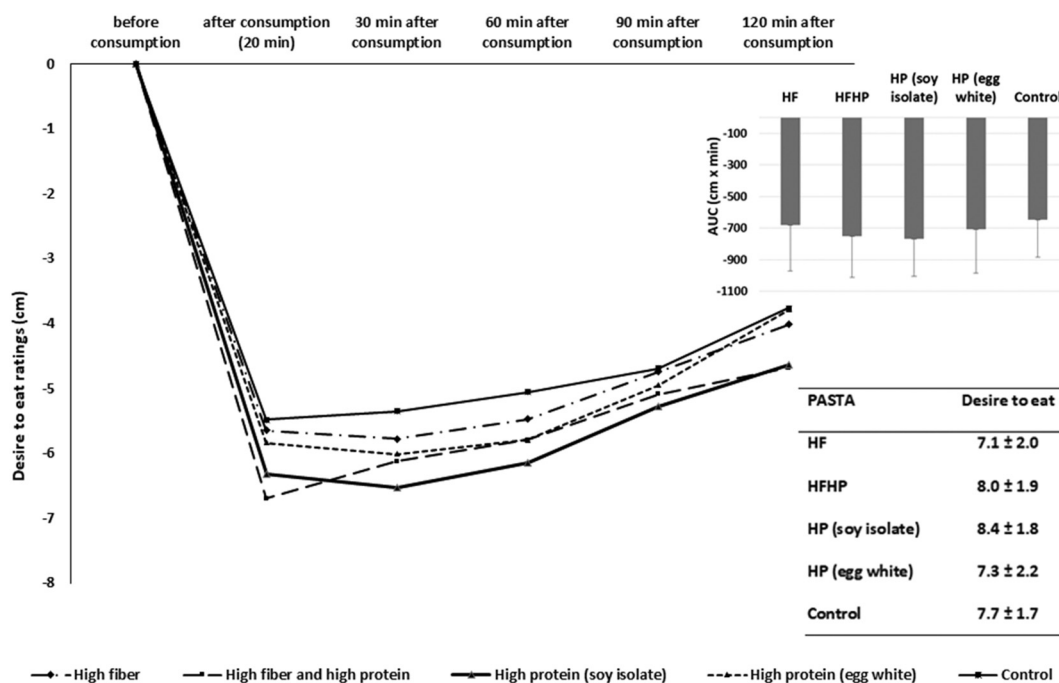 before consumption
after consumption (20 min)
30 min after consumption
60 min after consumption
90 min after consumption
120 min after consumption
0
-1
-2
-3
-4
-5
-6
-7
-8
Desire to eat ratings (cm)
HF
HFHP
HP (soy isolate)
HP (egg white)
Control
-100
-300
-500
-700
-900
-1100
AUC (cm x min)
PASTA Desire to eat
HF 7.1 ± 2.0
HFHP 8.0 ± 1.9
HP (soy isolate) 8.4 ± 1.8
HP (egg white) 7.3 ± 2.2
Control 7.7 ± 1.7
High fiber High fiber and high protein High protein (soy isolate) High protein (egg white) Control